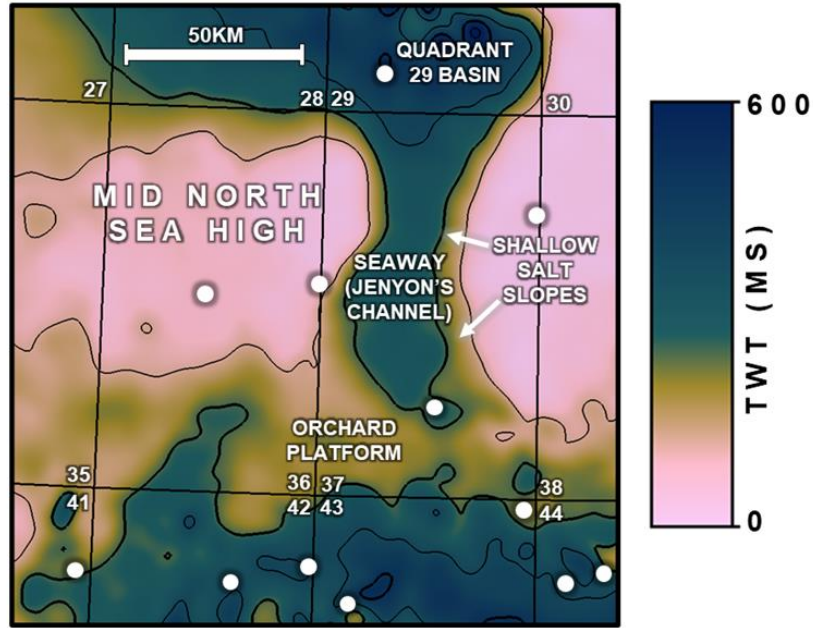 50KM
QUADRANT
29 BASIN
27
28 29
30
MID NORTH
SEA HIGH
SHALLOW
SALT
SLOPES
SEAWAY
(JENYON'S
CHANNEL)
ORCHARD
PLATFORM
35
36 37
38
41
42 43
44
600
TWT (MS)
0